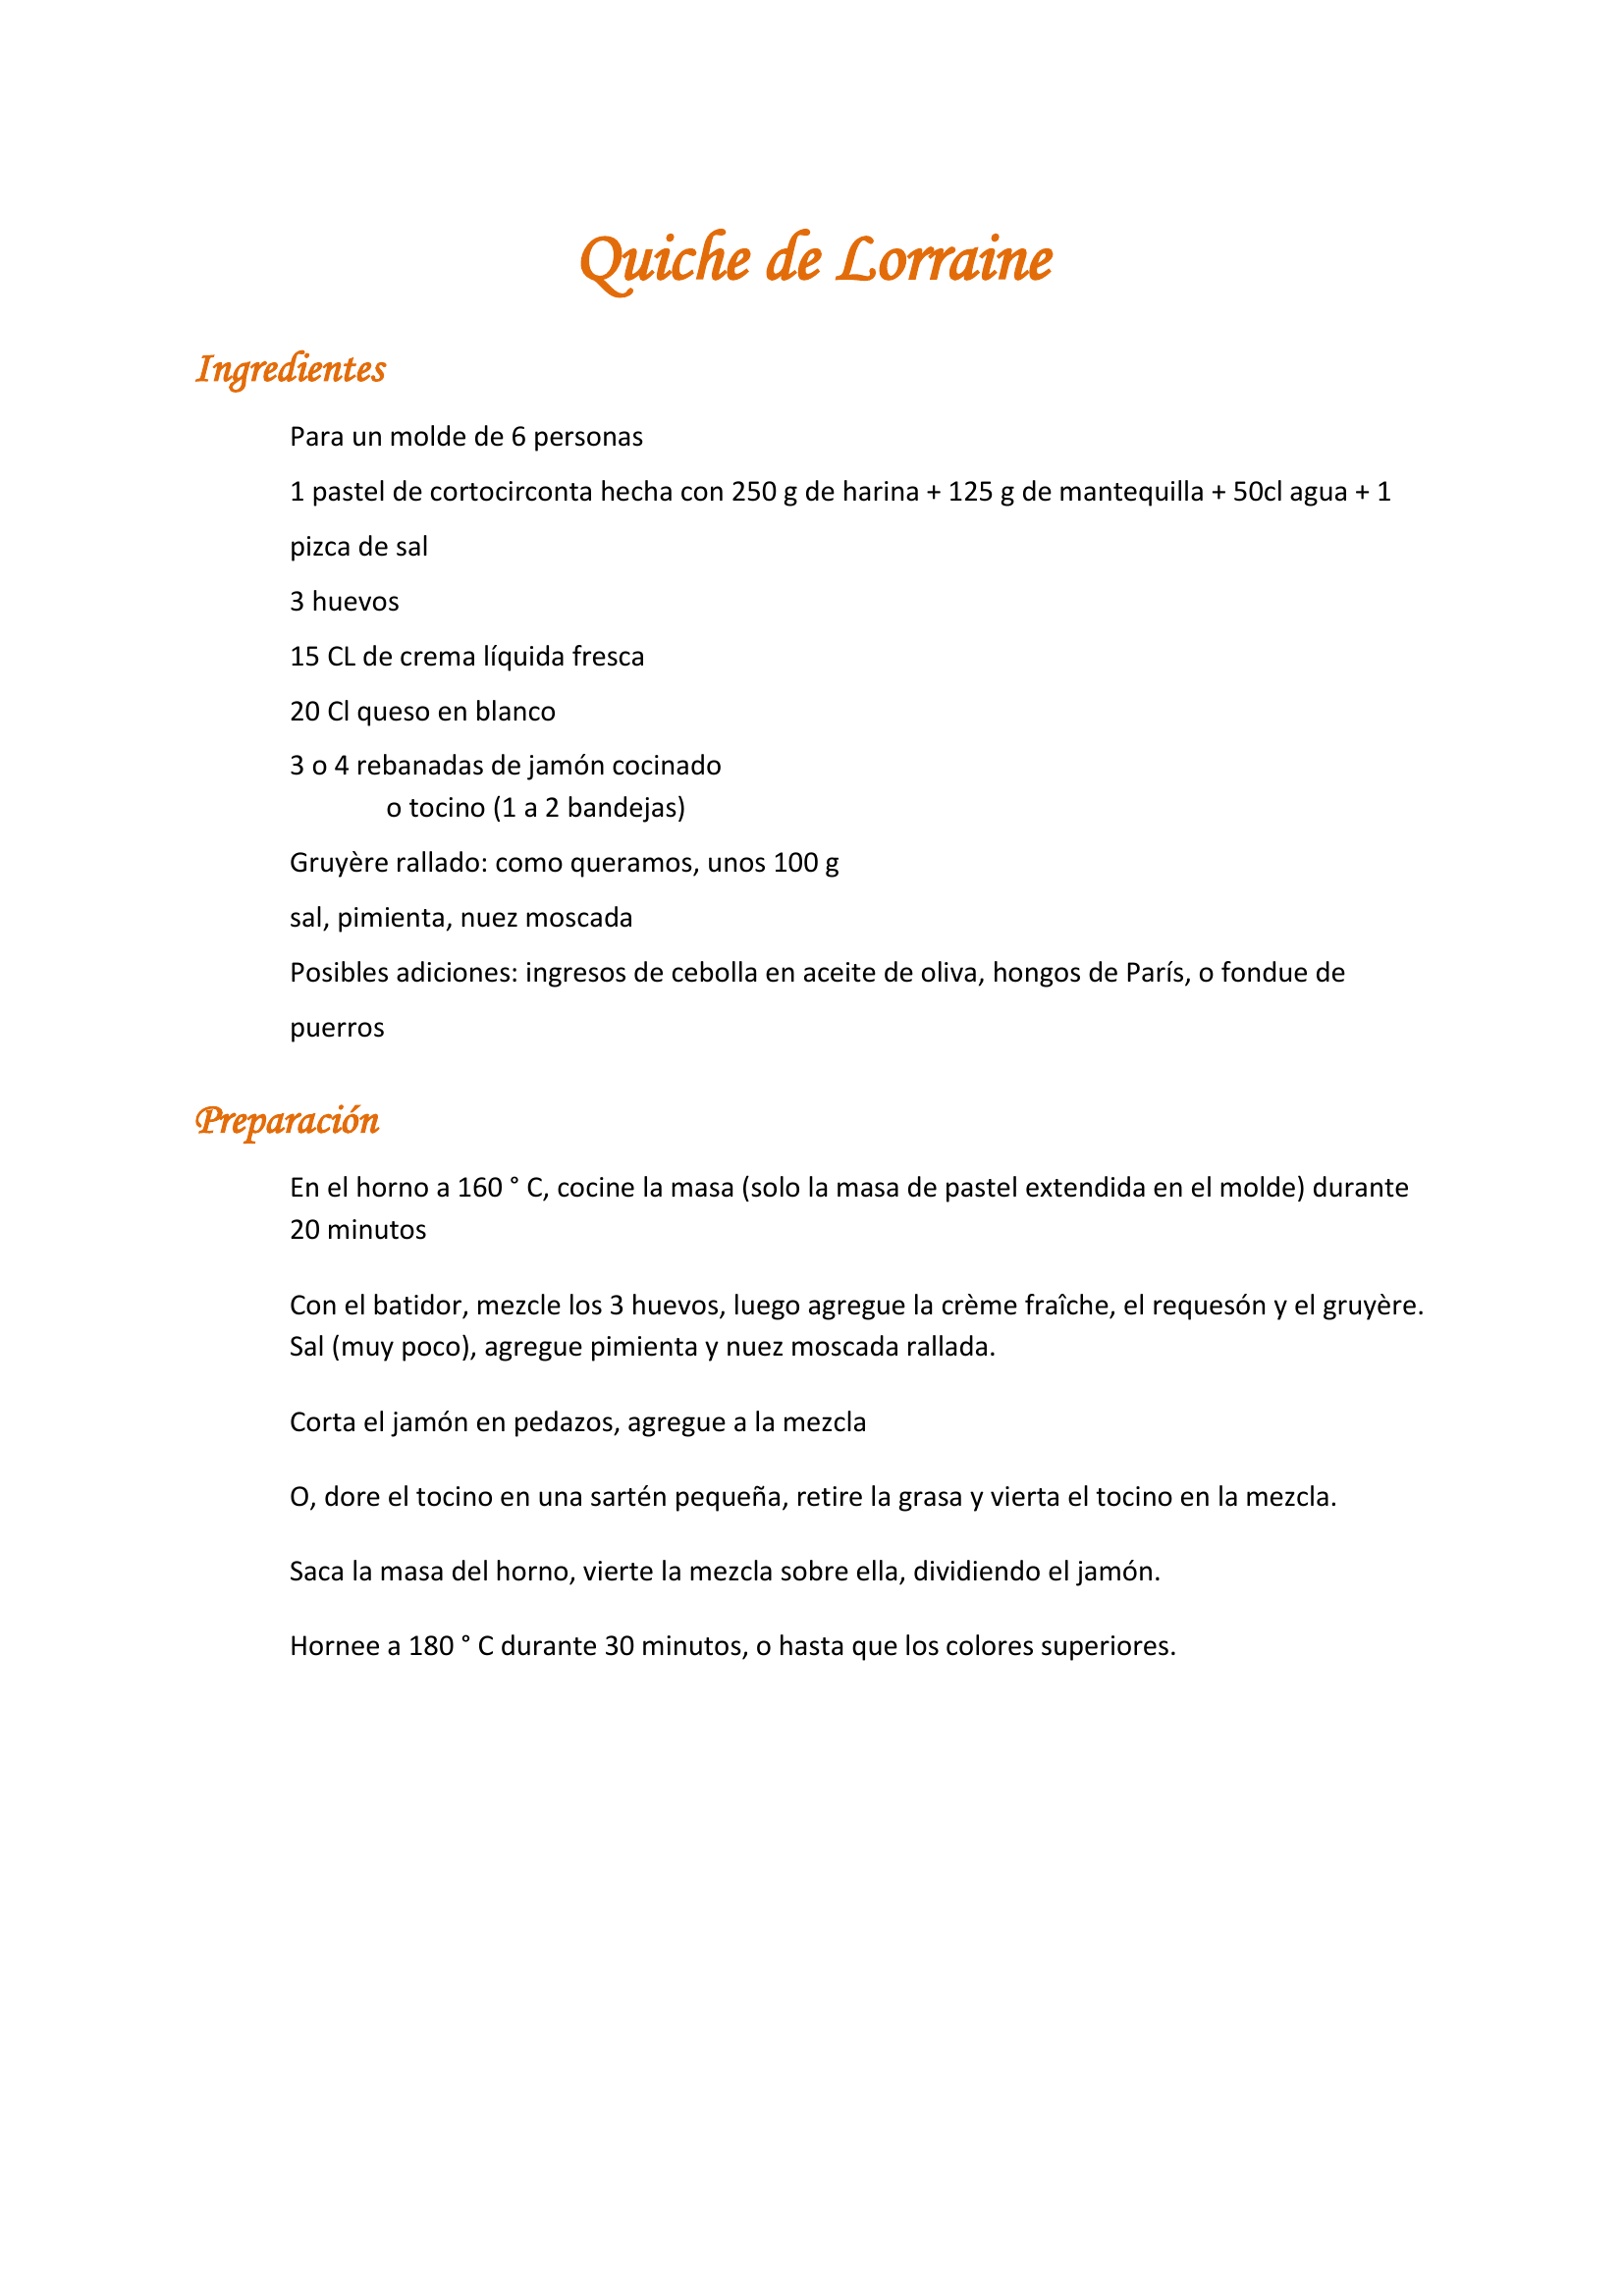 Quiche de Lorraine
Ingredientes
Para un molde de 6 personas
1 pastel de cortocirconta hecha con 250 g de harina + 125 g de mantequilla + 50cl agua + 1
pizca de sal
3 huevos
15 CL de crema líquida fresca
20 Cl queso en blanco
3 o 4 rebanadas de jamón cocinado
o tocino (1 a 2 bandejas)
Gruyère rallado: como queramos, unos 100 g
sal, pimienta, nuez moscada
Posibles adiciones: ingresos de cebolla en aceite de oliva, hongos de París, o fondue de
puerros
Preparación
En el horno a 160 ° C, cocine la masa (solo la masa de pastel extendida en el molde) durante
20 minutos
Con el batidor, mezcle los 3 huevos, luego agregue la crème fraîche, el requesón y el gruyère.
Sal (muy poco), agregue pimienta y nuez moscada rallada.
Corta el jamón en pedazos, agregue a la mezcla
O, dore el tocino en una sartén pequeña, retire la grasa y vierta el tocino en la mezcla.
Saca la masa del horno, vierte la mezcla sobre ella, dividiendo el jamón.
Hornee a 180 ° C durante 30 minutos, o hasta que los colores superiores.